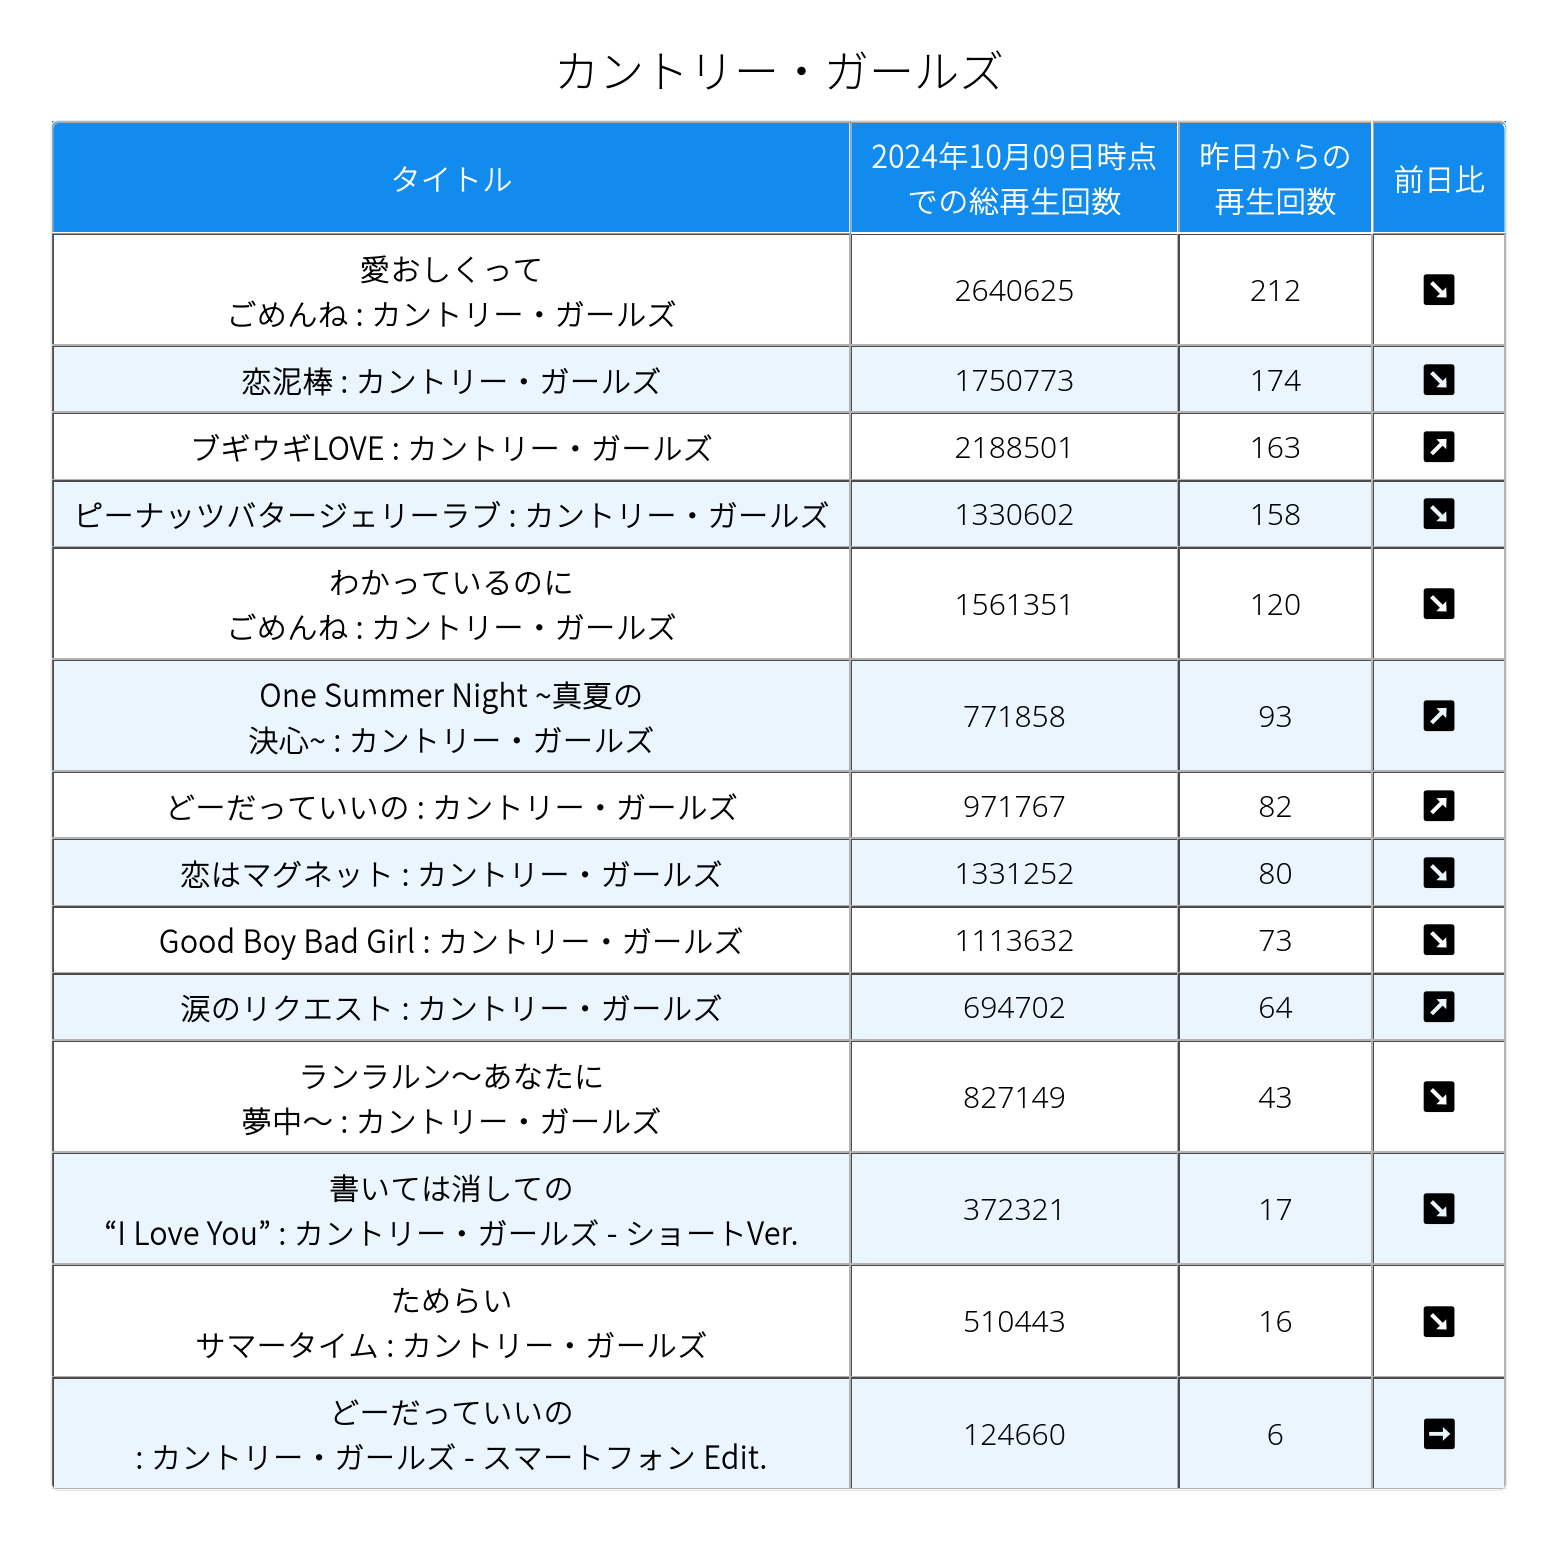 カントリー・ガールズ
タイトル
2024年10月09日時点
での総再生回数
昨日からの
再生回数
前日比
愛おしくって
ごめんね : カントリー・ガールズ
2640625
212
恋泥棒 : カントリー・ガールズ
1750773
174
ブギウギLOVE : カントリー・ガールズ
2188501
163
ピーナッツバタージェリーラブ : カントリー・ガールズ
1330602
158
わかっているのに
ごめんね : カントリー・ガールズ
1561351
120
One Summer Night ~真夏の
決心~ : カントリー・ガールズ
771858
93
どーだっていいの : カントリー・ガールズ
971767
82
恋はマグネット : カントリー・ガールズ
1331252
80
Good Boy Bad Girl : カントリー・ガールズ
1113632
73
涙のリクエスト : カントリー・ガールズ
694702
64
ランラルン〜あなたに
夢中〜 : カントリー・ガールズ
827149
43
書いては消しての
“I Love You” : カントリー・ガールズ - ショートVer.
372321
17
ためらい
サマータイム : カントリー・ガールズ
510443
16
どーだっていいの
: カントリー・ガールズ - スマートフォン Edit.
124660
6